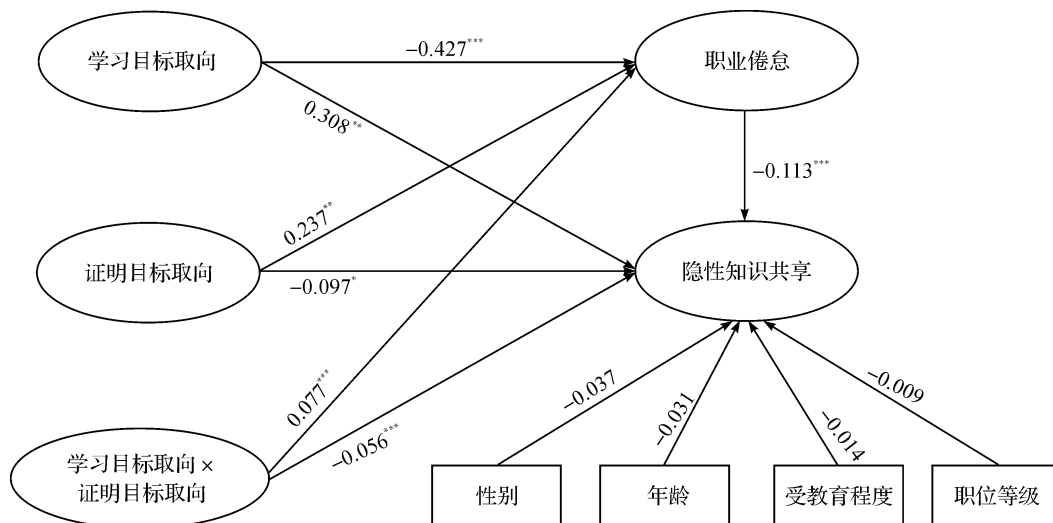 学习目标取向
−0.427***
职业倦怠
0.308**
−0.113***
0.237**
证明目标取向
−0.097*
隐性知识共享
0.077***
−0.056***
−0.037
−0.031
−0.014
−0.009
学习目标取向×
证明目标取向
性别
年龄
受教育程度
职位等级